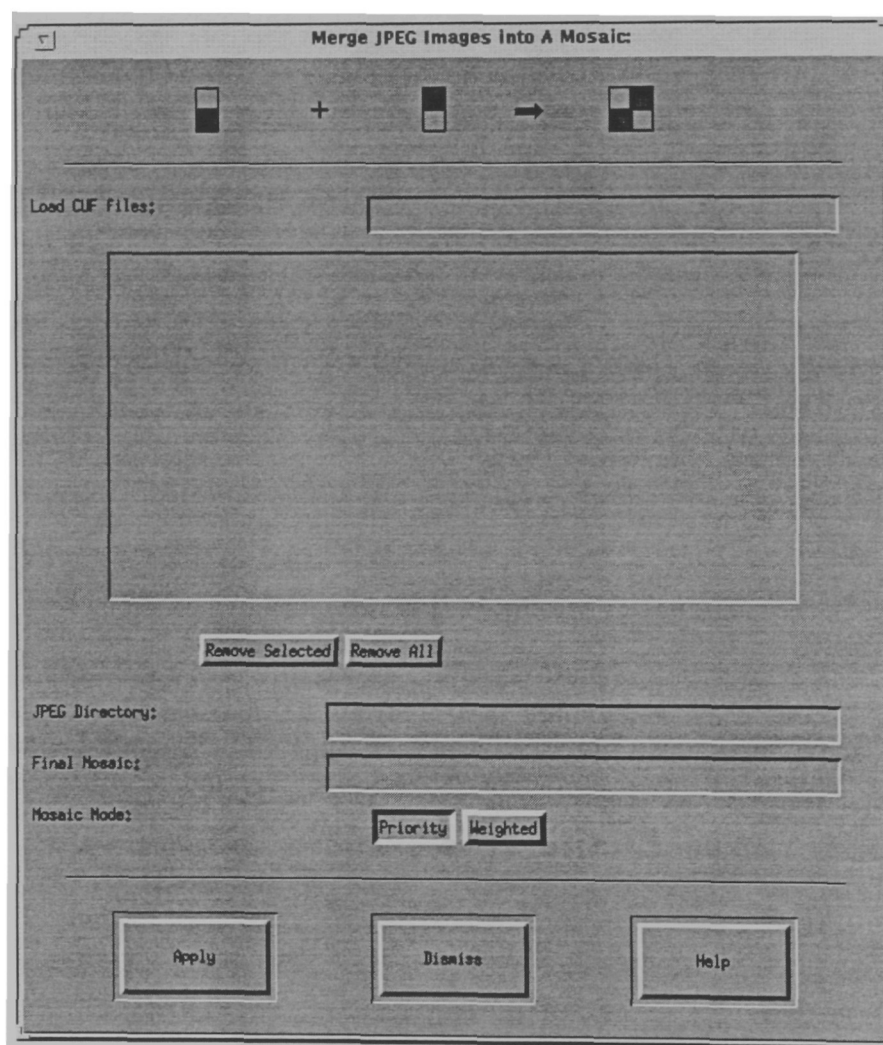 Merge JPEG Images into A Mosaic:
+
Load CUF files:
Remove Selected Remove All
JPEG Directory:
Final Mosaic:
Mosaic Mode: Priority Weighted
Apply Dismiss Help